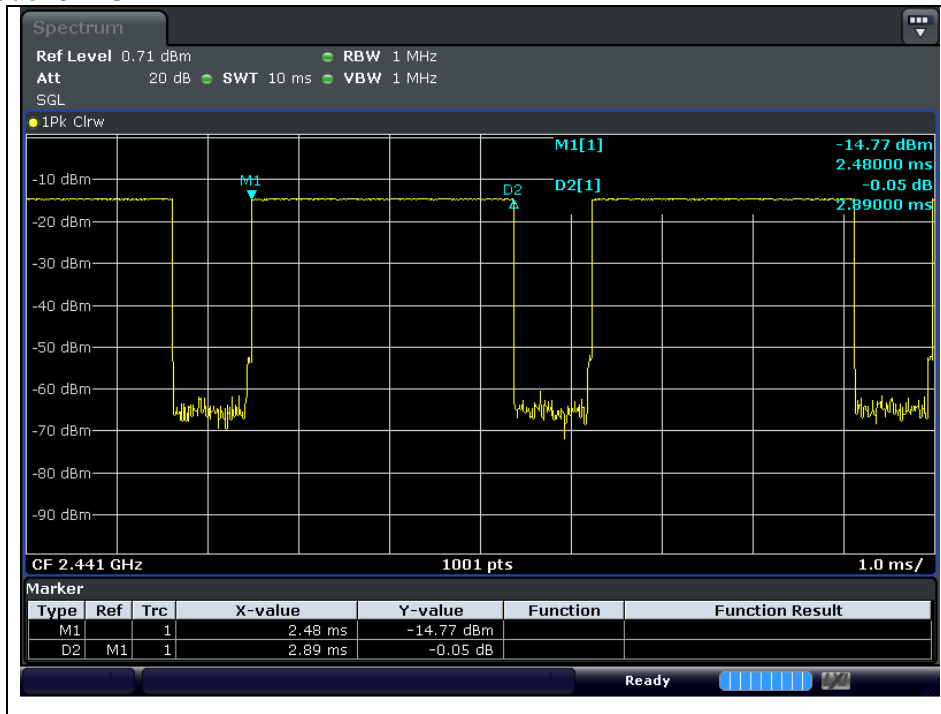 Spectrum
Ref Level 0.71 dBm RBW 1 MHz
Att 20 dB SWT 10 ms VBW 1 MHz
SGL
1Pk Clrw
M1[1] -14.77 dBm
2.48000 ms
D2[1] -0.05 dB
2.89000 ms
M1
D2
-10 dBm
-20 dBm
-30 dBm
-40 dBm
-50 dBm
-60 dBm
-70 dBm
-80 dBm
-90 dBm
CF 2.441 GHz 1001 pts 1.0 ms/
Marker
Type Ref Trc X-value Y-value Function Function Result
M1 1 2.48 ms -14.77 dBm
D2 M1 1 2.89 ms -0.05 dB
Ready